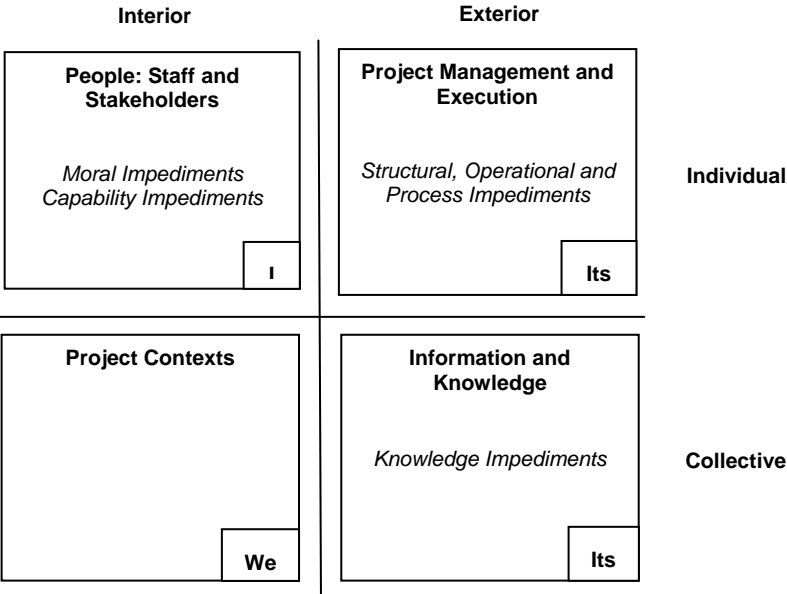 Interior
Exterior
People: Staff and
Stakeholders
Moral Impediments
Capability Impediments
I
Project Management and
Execution
Structural, Operational and
Process Impediments
Its
Individual
Project Contexts
We
Information and
Knowledge
Knowledge Impediments
Its
Collective